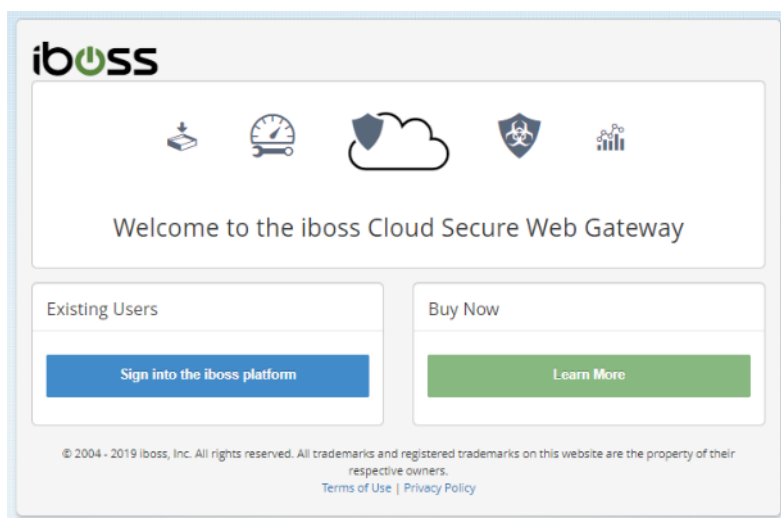 iboss
Welcome to the iboss Cloud Secure Web Gateway
Existing Users
Buy Now
Sign into the iboss platform
Learn More
© 2004 - 2019 iboss, Inc. All rights reserved. All trademarks and registered trademarks on this website are the property of their
respective owners.
Terms of Use | Privacy Policy